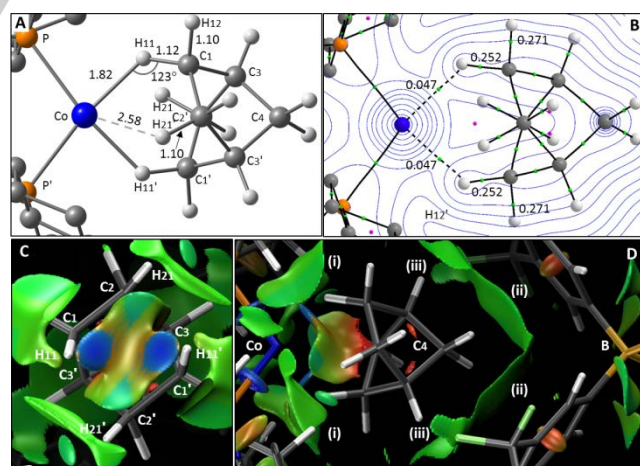 A
P
H11
1.12
H12
1.10
C1
C3
1.82
123°
Co
2.58
H21
H21
C2'
C4
1.10
P'
H11'
C1'
C3'
B
0.271
0.252
0.047
0.047
0.252
0.271
H12'
C
C2
H21
C1
C3
H11
H11'
C3'
C1'
H21'
C2'
D
(i)
(iii)
(ii)
Co
C4
B
(ii)
(i)
(iii)